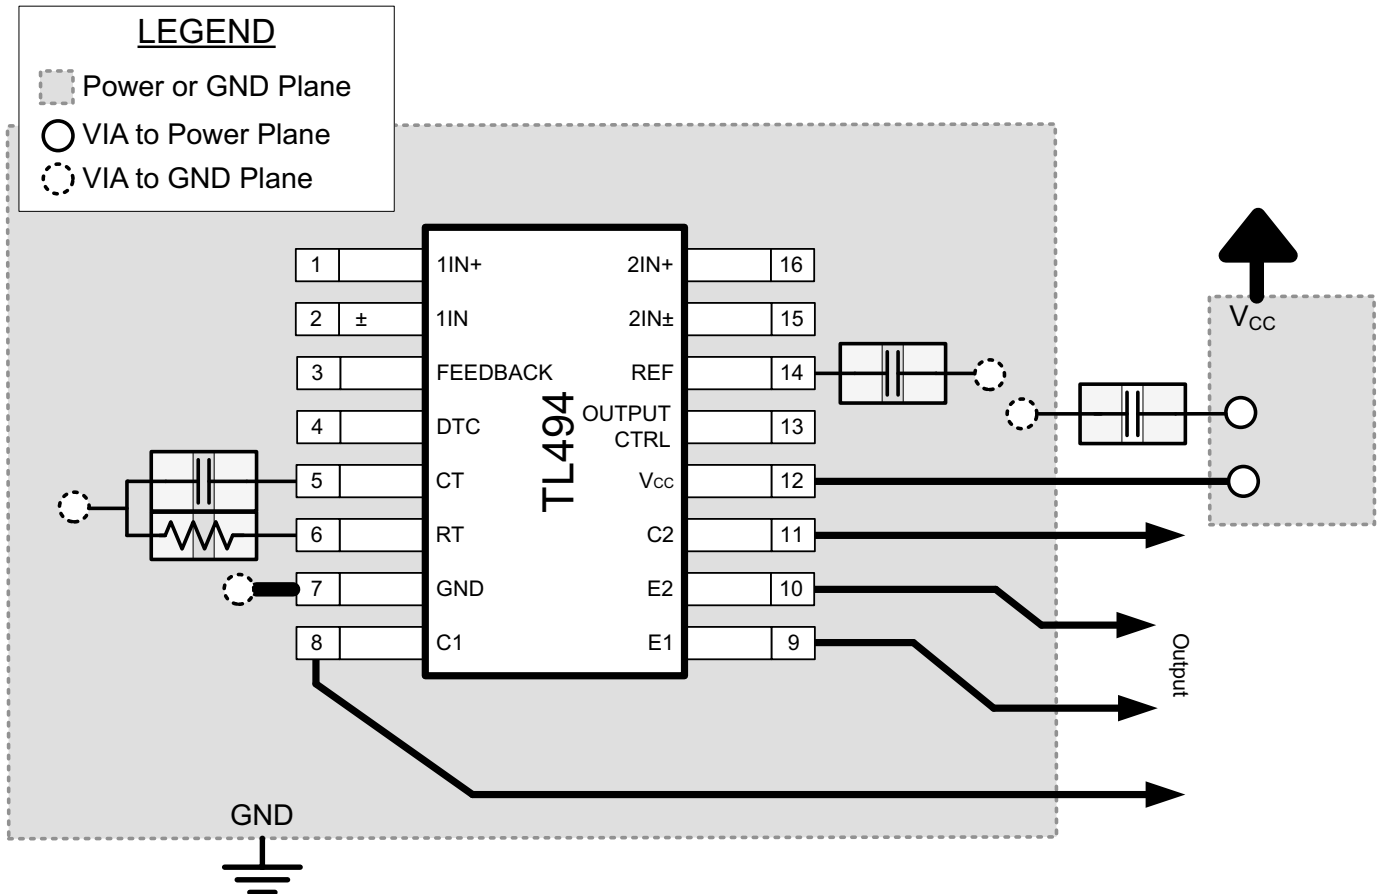 LEGEND
Power or GND Plane
VIA to Power Plane
VIA to GND Plane
1 1IN+ 2IN+ 16
2 ± 1IN 2IN± 15
3 FEEDBACK REF 14
4 DTC OUTPUT CTRL 13
5 CT VCC 12
6 RT C2 11
7 GND E2 10
8 C1 E1 9
TL494
VCC
Output
GND